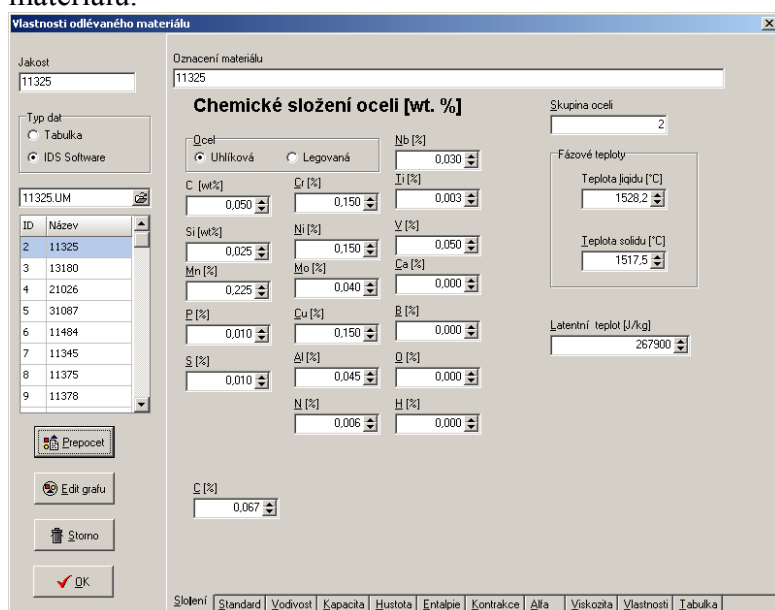 materiálu.
Vlastnosti odlévaného materiálu
Jakost
11325
Typ dat
Tabulka
IDS Software
11325.UM
ID Název
2 11325
3 13180
4 21026
5 31087
6 11484
7 11345
8 11375
9 11378
Prepocet
Edit grafu
Storno
OK
Oznacení materiálu
11325
Chemické složení oceli [wt. %]
Ocel
Uhlíková Legovaná
C [wt%]
0,050
Si [wt%]
0,025
Mn [%]
0,225
P [%]
0,010
S [%]
0,010
Cr [%]
0,150
Ni [%]
0,150
Mo [%]
0,040
Cu [%]
0,150
Al [%]
0,045
N [%]
0,006
Nb [%]
0,030
Ti [%]
0,003
V [%]
0,050
Ca [%]
0,000
B [%]
0,000
O [%]
0,000
H [%]
0,000
C [%]
0,067
Skupina oceli
2
Fázové teploty
Teplota liqidu [°C]
1528,2
Teplota solidu [°C]
1517,5
Latentní teplot [J/kg]
267900
Složení Standard Vodivost Kapacita Hustota Entalpie Kontrakce Alfa Viskozita Vlastnosti Tabulka